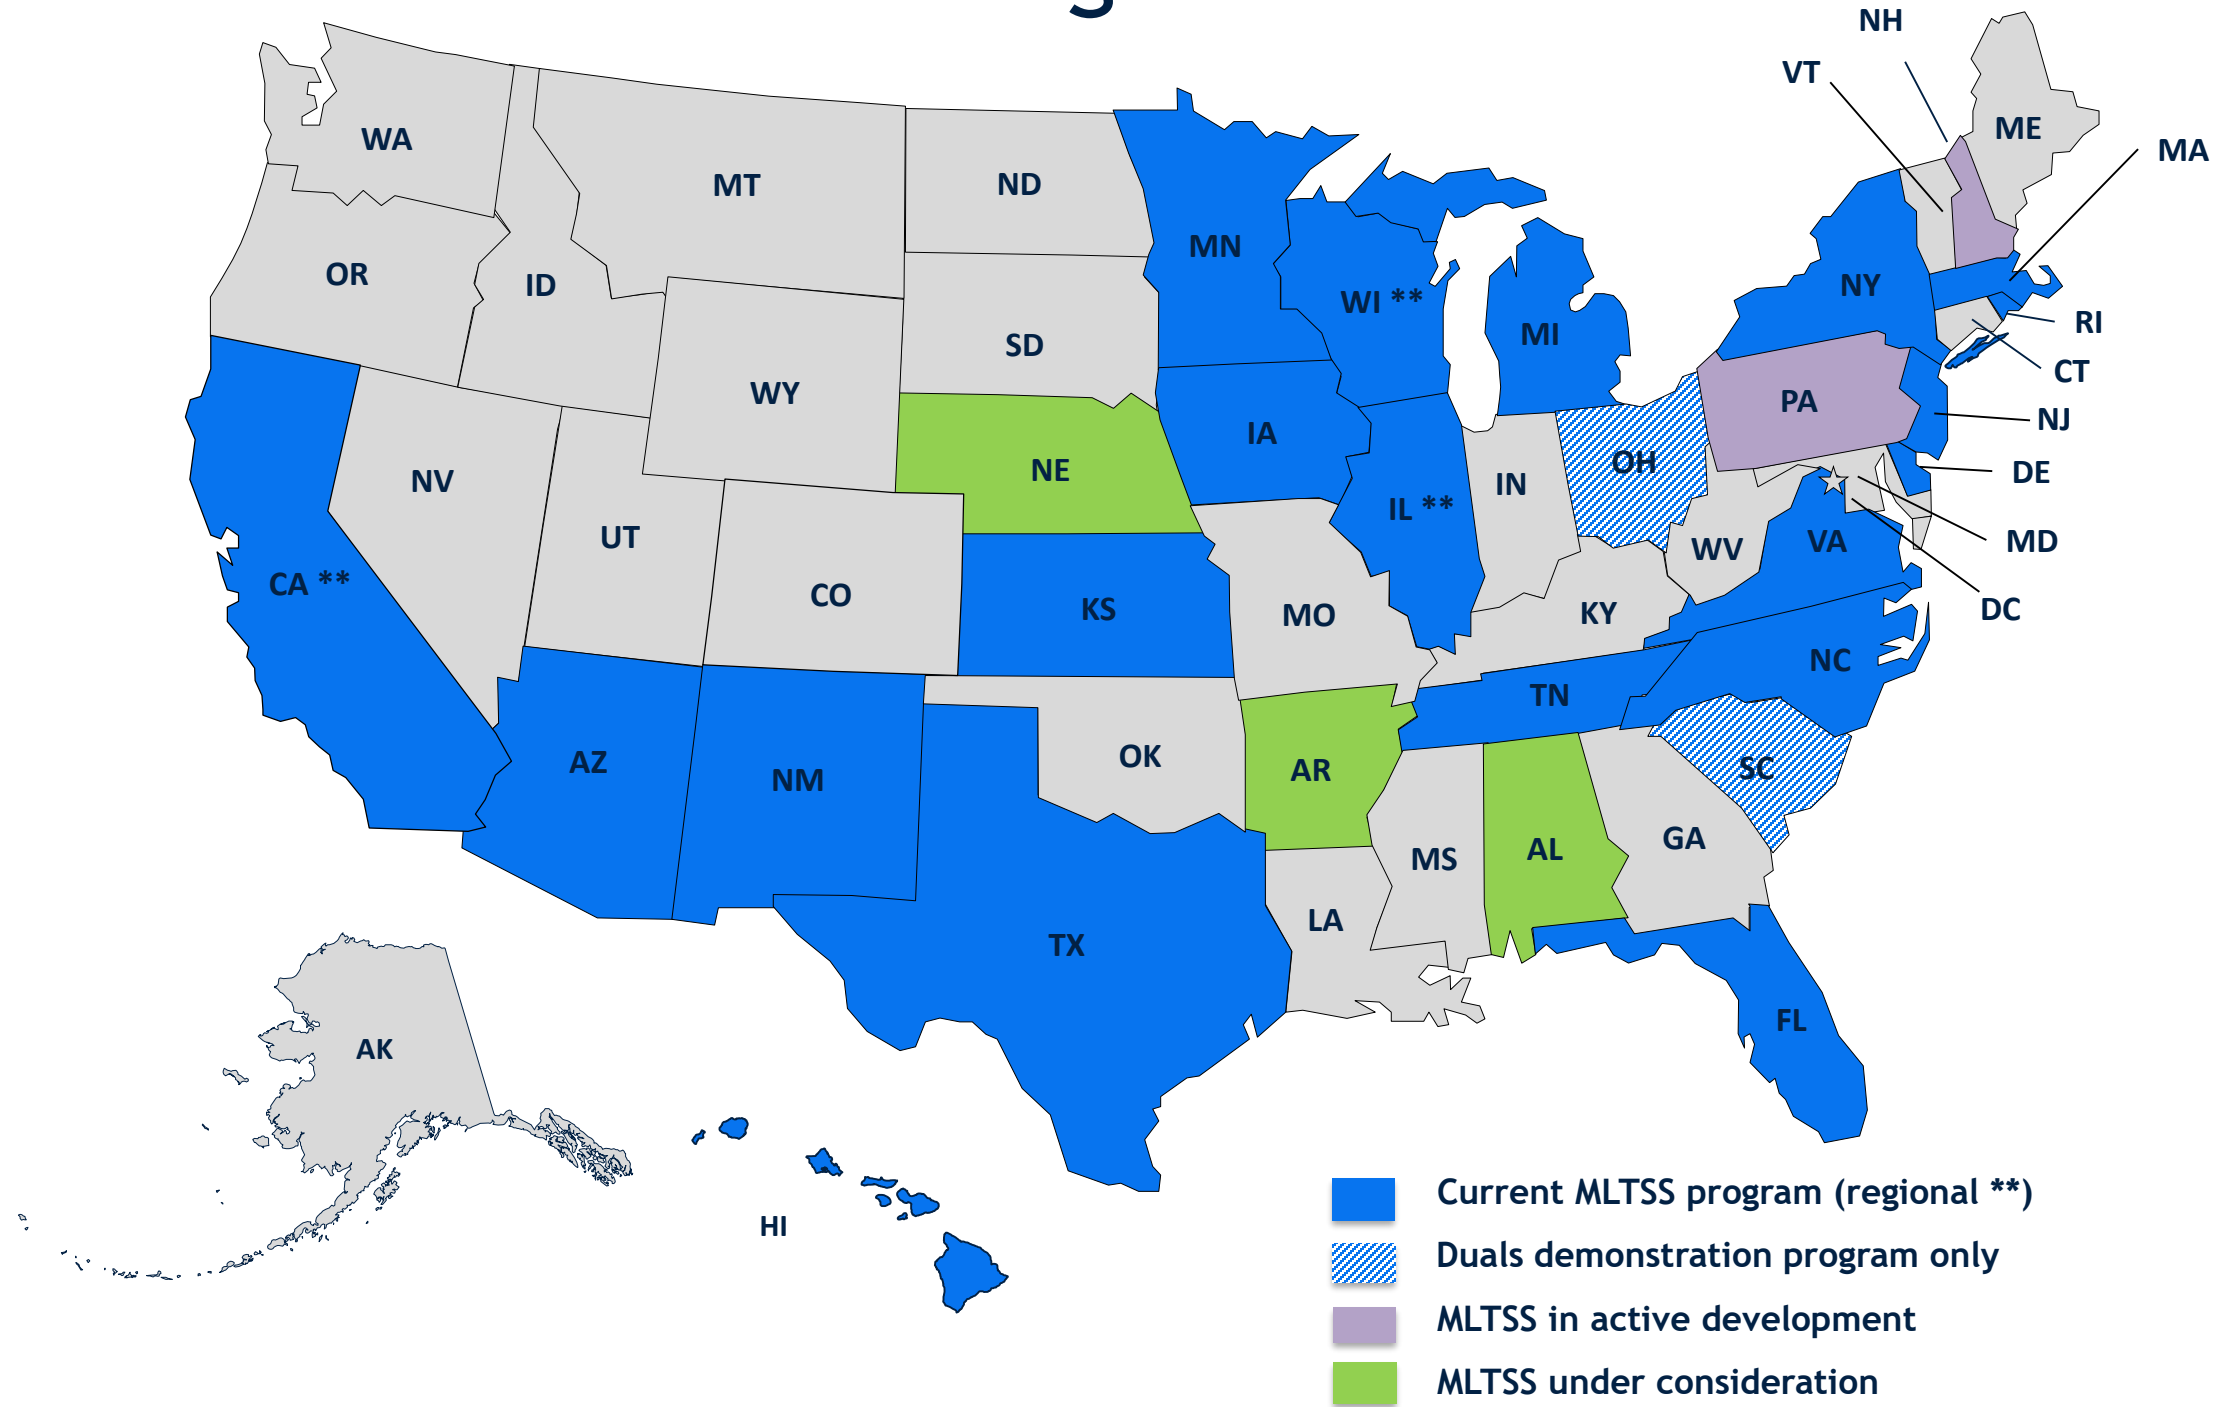 NH
VT
ME
WA
MA
MT
ND
MN
OR
ID
NY
WI **
RI
MI
SD
CT
WY
PA
NJ
IA
NE
OH
DE
NV
IN
IL **
UT
VA
MD
WV
CA **
CO
KS
DC
MO
KY
NC
TN
OK
AZ
SC
AR
NM
GA
AL
MS
LA
TX
FL
AK
HI
Current MLTSS program (regional **)
Duals demonstration program only
MLTSS in active development
MLTSS under consideration